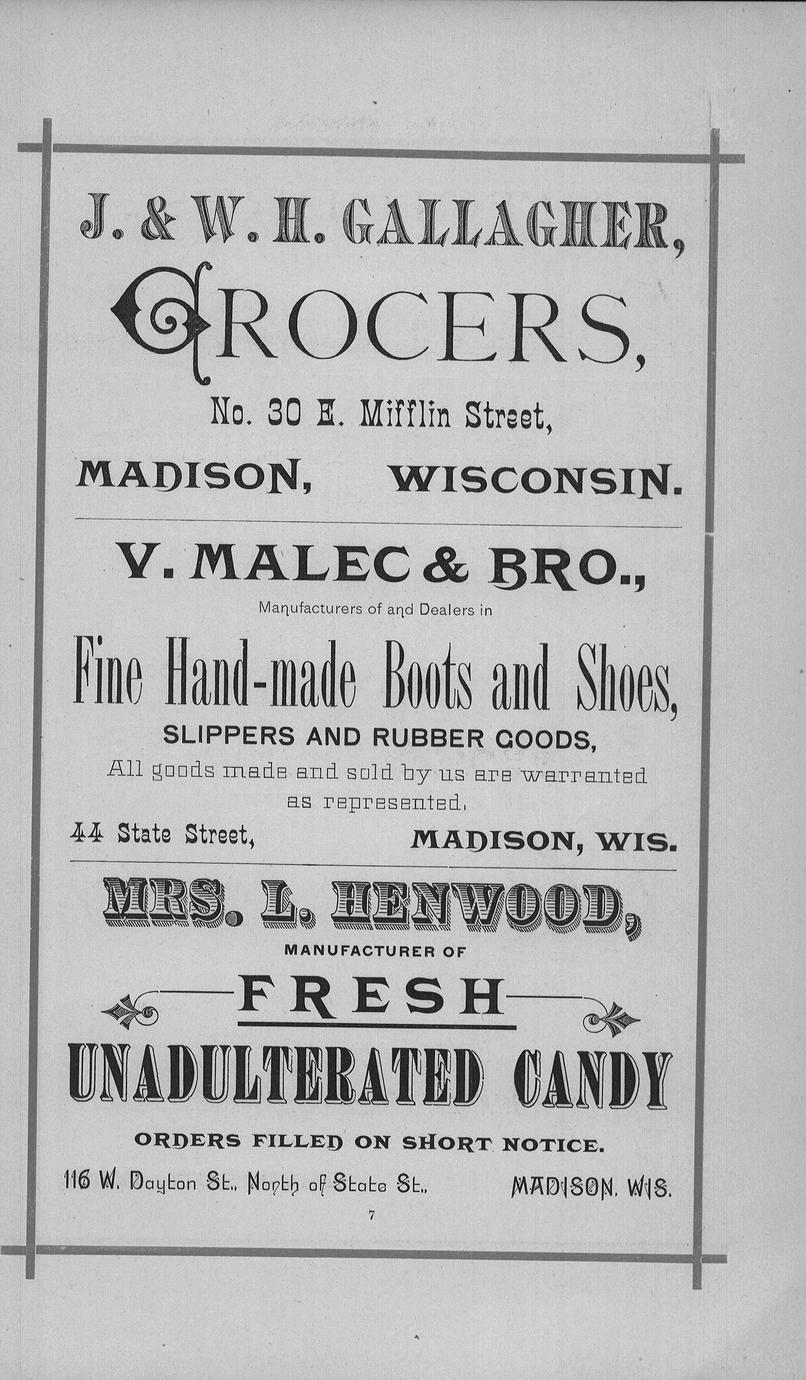 J. & W. H. GALLAGHER,
GROCERS,
No. 30 E. Mifflin Street,
MADISON, WISCONSIN.
V. MALEC & BRO.,
Manufacturers of and Dealers in
Fine Hand-made Boots and Shoes,
SLIPPERS AND RUBBER GOODS,
All goods made and sold by us are warranted
as represented.
44 State Street, MADISON, WIS.
MRS. L. HENWOOD,
MANUFACTURER OF
FRESH
UNADULTERATED CANDY
ORDERS FILLED ON SHORT NOTICE.
116 W. Dayton St., North of State St., MADISON, WIS.
7